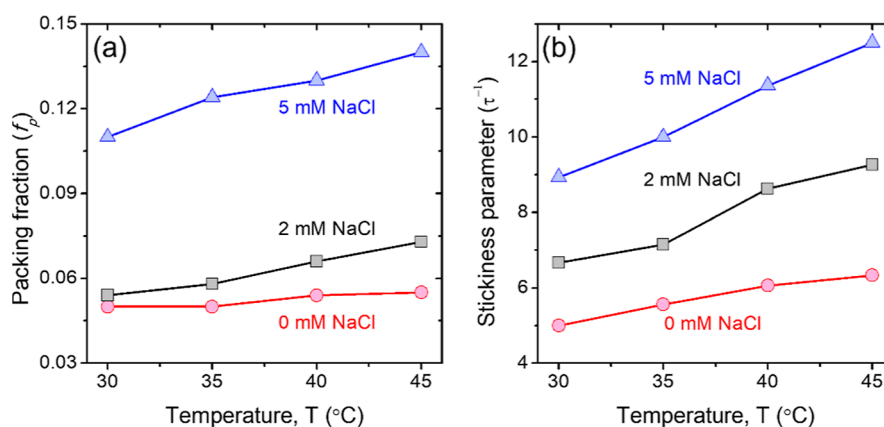 (a)
Packing fraction (fₚ)
0.15
0.12
0.09
0.06
0.03
5 mM NaCl
2 mM NaCl
0 mM NaCl
30 35 40 45
Temperature, T (°C)
(b)
Stickiness parameter (τ⁻¹)
12
10
8
6
4
5 mM NaCl
2 mM NaCl
0 mM NaCl
30 35 40 45
Temperature, T (°C)